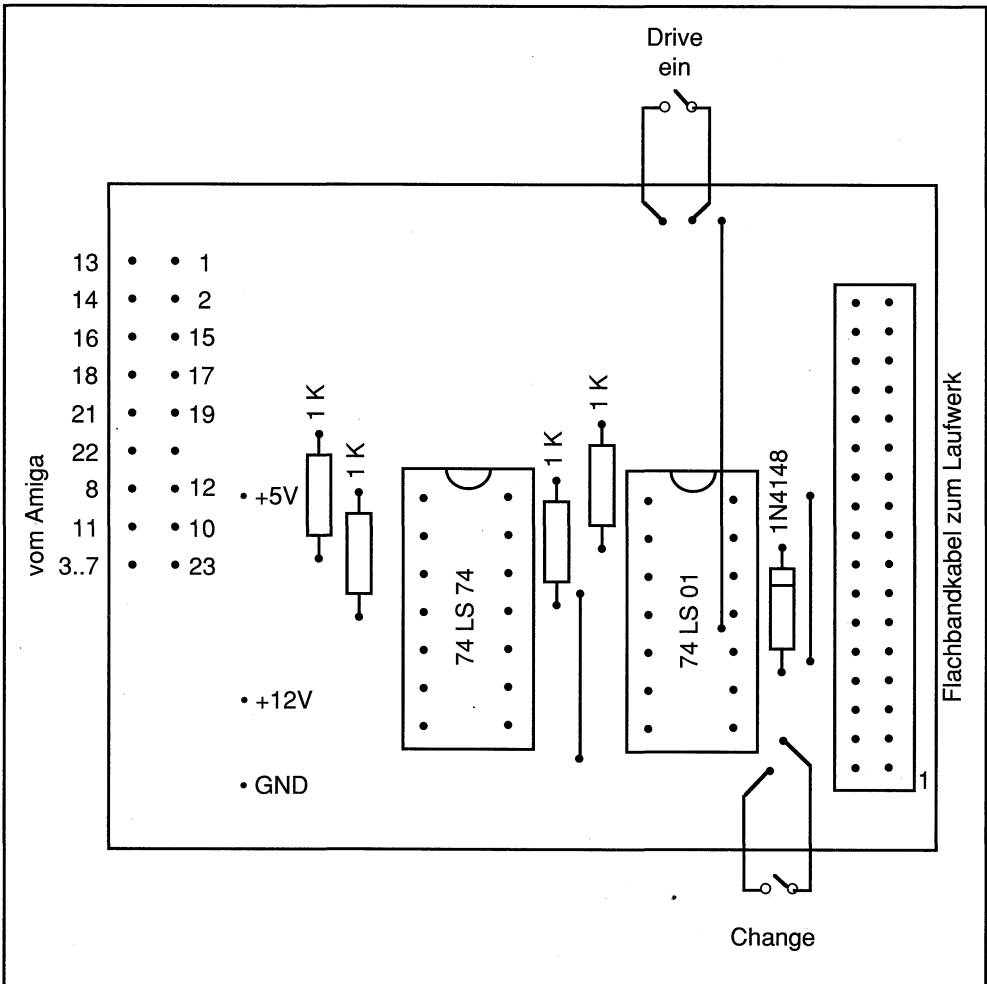 Drive
ein
13 1
14 2
16 15
18 17
21 19
22
8 12
11 10
3..7 23
vom Amiga
+5V
+12V
GND
1 K
1 K
74 LS 74
1 K
1 K
74 LS 01
1N4148
Flachbandkabel zum Laufwerk
1
Change